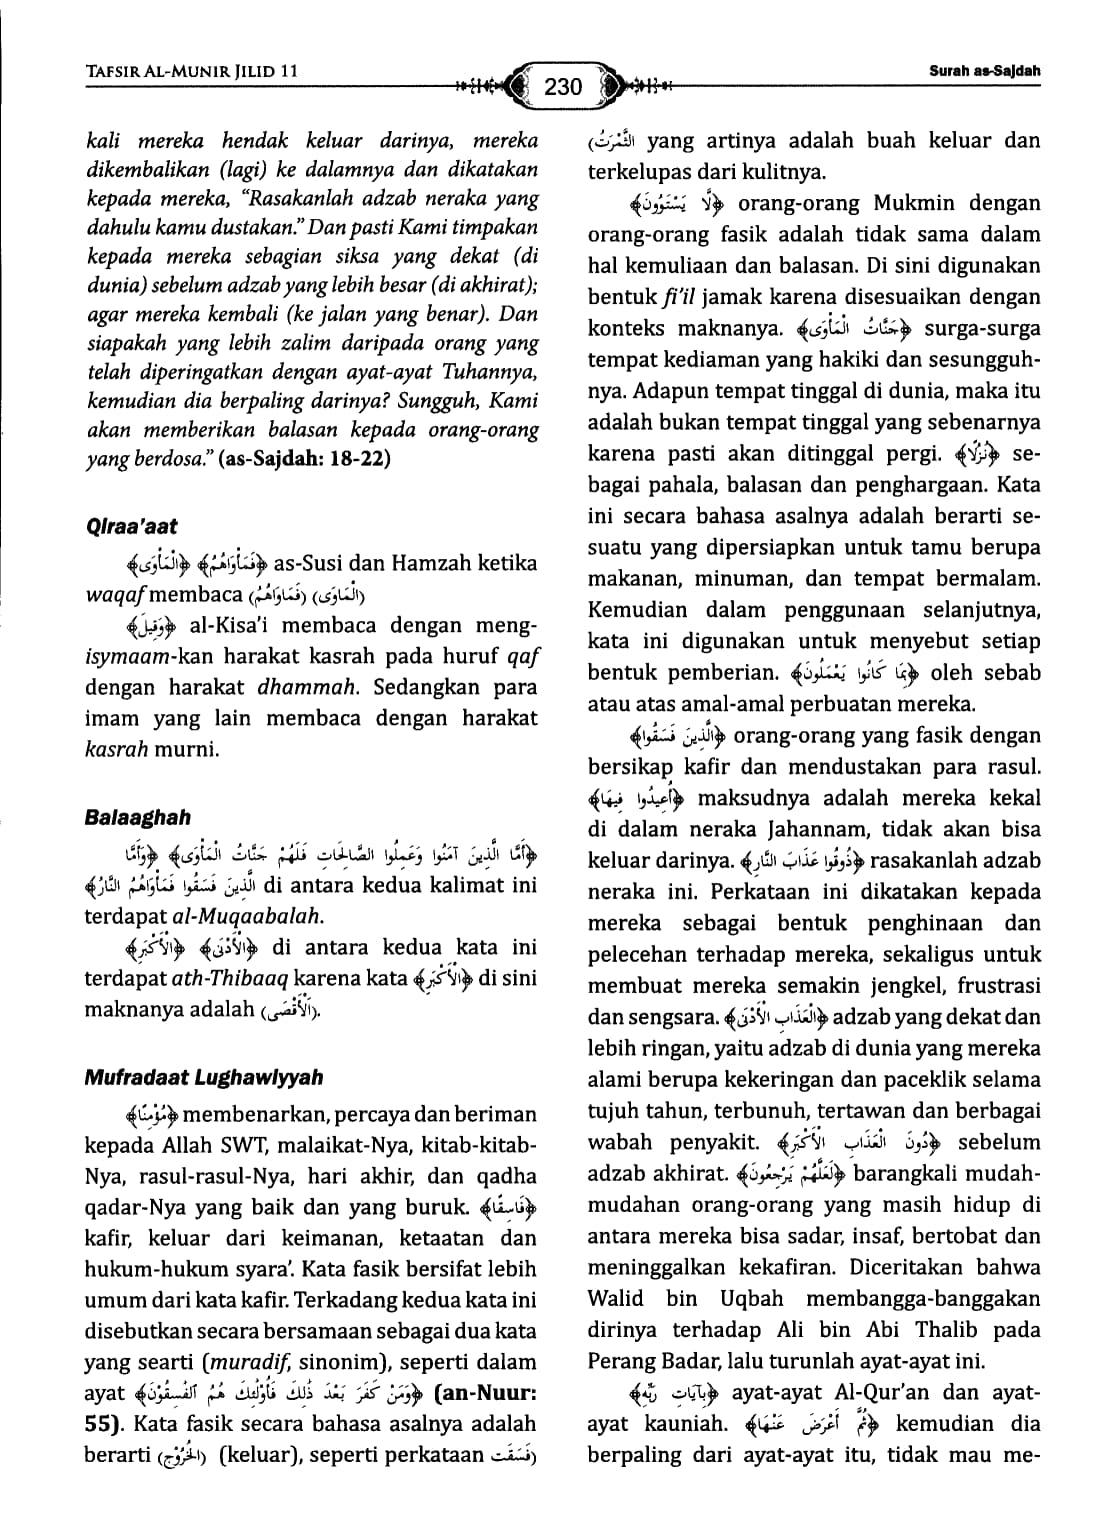 TAFSIR AL-MUNIR JILID 11
230
Surah as-Sajdah
kali mereka hendak keluar darinya, mereka
dikembalikan (lagi) ke dalamnya dan dikatakan
kepada mereka, “Rasakanlah adzab neraka yang
dahulu kamu dustakan.” Dan pasti Kami timpakan
kepada mereka sebagian siksa yang dekat (di
dunia) sebelum adzab yang lebih besar (di akhirat);
agar mereka kembali (ke jalan yang benar). Dan
siapakah yang lebih zalim daripada orang yang
telah diperingatkan dengan ayat-ayat Tuhannya,
kemudian dia berpaling darinya? Sungguh, Kami
akan memberikan balasan kepada orang-orang
yang berdosa.” (as-Sajdah: 18-22)
Qiraa’aat
﴿الْمَأْوَى﴾ ﴿فَمَأْوَاهُمُ﴾ as-Susi dan Hamzah ketika
waqaf membaca (فَمَاوَاهُمُ) (الْمَاوَى)
﴿وَقِيلَ﴾ al-Kisa’i membaca dengan meng-
isymaam-kan harakat kasrah pada huruf qaf
dengan harakat dhammah. Sedangkan para
imam yang lain membaca dengan harakat
kasrah murni.
Balaaghah
﴿أَمَّا الَّذِينَ آمَنُوا وَعَمِلُوا الصَّالِحَاتِ فَلَهُمْ جَنَّاتُ الْمَأْوَى﴾ ﴿وَأَمَّا
الَّذِينَ فَسَقُوا فَمَأْوَاهُمُ النَّارُ﴾ di antara kedua kalimat ini
terdapat al-Muqaabalah.
﴿الْأَدْنَى﴾ ﴿الْأَكْبَرِ﴾ di antara kedua kata ini
terdapat ath-Thibaaq karena kata ﴿الْأَكْبَرِ﴾ di sini
maknanya adalah (الْأَقْصَى).
Mufradaat Lughawiyyah
﴿مُؤْمِنًا﴾ membenarkan, percaya dan beriman
kepada Allah SWT, malaikat-Nya, kitab-kitab-
Nya, rasul-rasul-Nya, hari akhir, dan qadha
qadar-Nya yang baik dan yang buruk. ﴿فَاسِقًا﴾
kafir, keluar dari keimanan, ketaatan dan
hukum-hukum syara’. Kata fasik bersifat lebih
umum dari kata kafir. Terkadang kedua kata ini
disebutkan secara bersamaan sebagai dua kata
yang searti (muradif, sinonim), seperti dalam
ayat ﴿وَمَنْ كَفَرَ بَعْدَ ذَلِكَ فَأُوْلَئِكَ هُمُ الْفَسِقُوْنَ﴾ (an-Nuur:
55). Kata fasik secara bahasa asalnya adalah
berarti (الْخُرُوْجِ) (keluar), seperti perkataan (فَسَقَت
الثَّمْرَتُ) yang artinya adalah buah keluar dan
terkelupas dari kulitnya.
﴿لَّا يَسْتَوُونَ﴾ orang-orang Mukmin dengan
orang-orang fasik adalah tidak sama dalam
hal kemuliaan dan balasan. Di sini digunakan
bentuk fi’il jamak karena disesuaikan dengan
konteks maknanya. ﴿جَنَّاتُ الْمَأْوَى﴾ surga-surga
tempat kediaman yang hakiki dan sesungguh-
nya. Adapun tempat tinggal di dunia, maka itu
adalah bukan tempat tinggal yang sebenarnya
karena pasti akan ditinggal pergi. ﴿نُزُلًا﴾ se-
bagai pahala, balasan dan penghargaan. Kata
ini secara bahasa asalnya adalah berarti se-
suatu yang dipersiapkan untuk tamu berupa
makanan, minuman, dan tempat bermalam.
Kemudian dalam penggunaan selanjutnya,
kata ini digunakan untuk menyebut setiap
bentuk pemberian. ﴿بِمَا كَانُوا يَعْمَلُونَ﴾ oleh sebab
atau atas amal-amal perbuatan mereka.
﴿الَّذِينَ فَسَقُوا﴾ orang-orang yang fasik dengan
bersikap kafir dan mendustakan para rasul.
﴿أُعِيدُوا فِيهَا﴾ maksudnya adalah mereka kekal
di dalam neraka Jahannam, tidak akan bisa
keluar darinya. ﴿ذُوقُوا عَذَابَ النَّارِ﴾ rasakanlah adzab
neraka ini. Perkataan ini dikatakan kepada
mereka sebagai bentuk penghinaan dan
pelecehan terhadap mereka, sekaligus untuk
membuat mereka semakin jengkel, frustrasi
dan sengsara. ﴿الْعَذَابِ الْأَدْنَى﴾ adzab yang dekat dan
lebih ringan, yaitu adzab di dunia yang mereka
alami berupa kekeringan dan paceklik selama
tujuh tahun, terbunuh, tertawan dan berbagai
wabah penyakit. ﴿دُونَ الْعَذَابِ الْأَكْبَرِ﴾ sebelum
adzab akhirat. ﴿لَعَلَّهُمْ يَرْجِعُونَ﴾ barangkali mudah-
mudahan orang-orang yang masih hidup di
antara mereka bisa sadar, insaf, bertobat dan
meninggalkan kekafiran. Diceritakan bahwa
Walid bin Uqbah membangga-banggakan
dirinya terhadap Ali bin Abi Thalib pada
Perang Badar, lalu turunlah ayat-ayat ini.
﴿بِآيَاتِ رَبِّهِ﴾ ayat-ayat Al-Qur’an dan ayat-
ayat kauniah. ﴿ثُمَّ أَعْرَضَ عَنْهَا﴾ kemudian dia
berpaling dari ayat-ayat itu, tidak mau me-